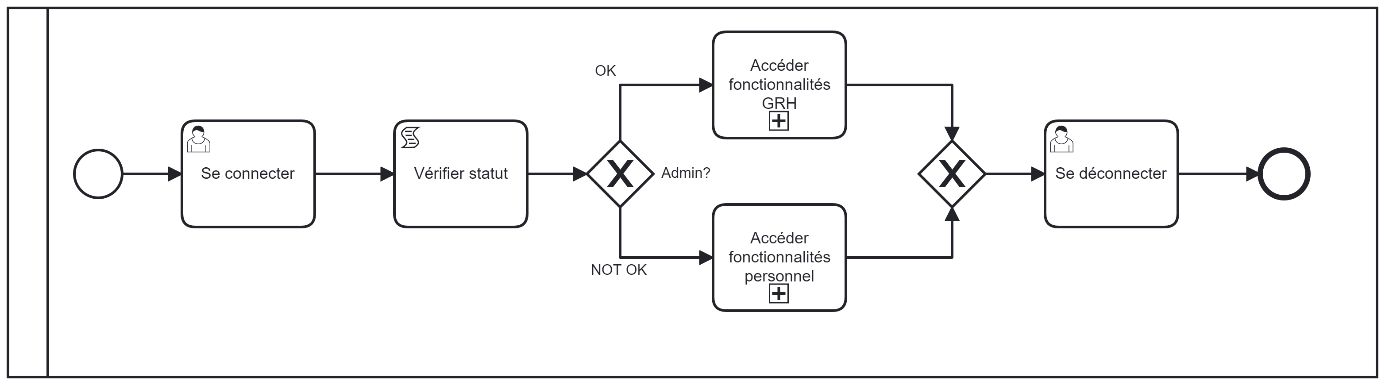 Se connecter
Vérifier statut
Admin?
OK
NOT OK
Accéder
fonctionnalités
GRH
Accéder
fonctionnalités
personnel
Se déconnecter